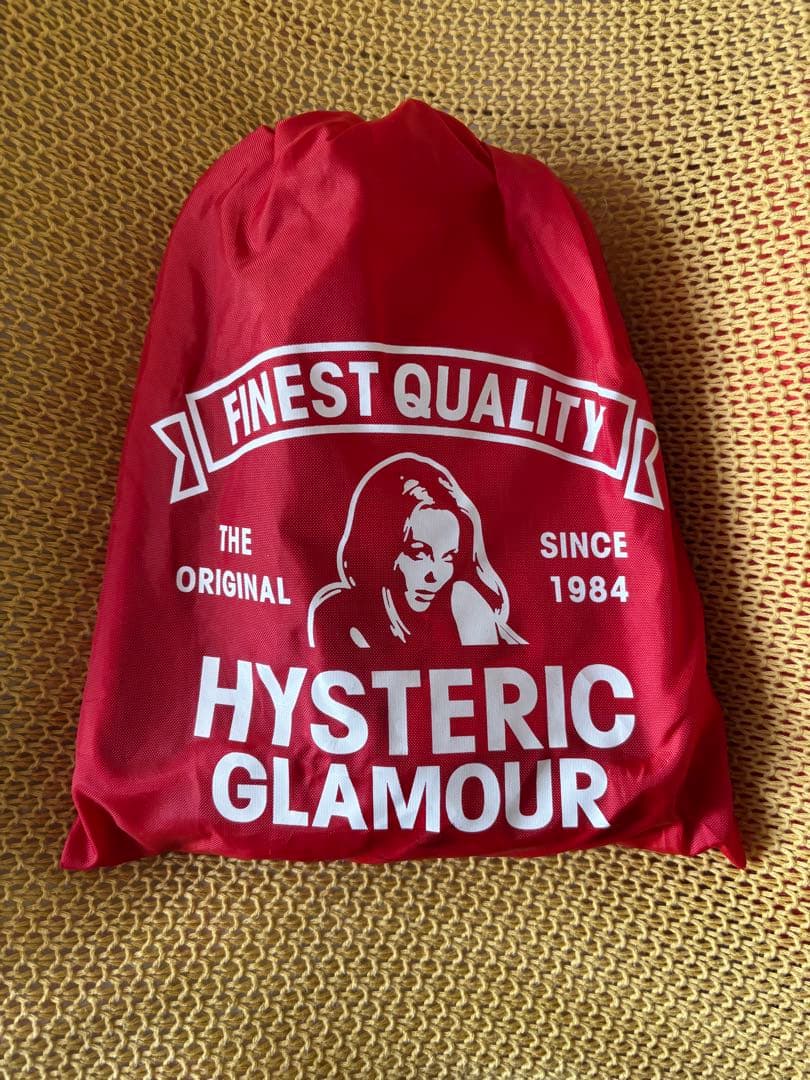 FINEST QUALITY
THE
ORIGINAL
SINCE
1984
HYSTERIC
GLAMOUR